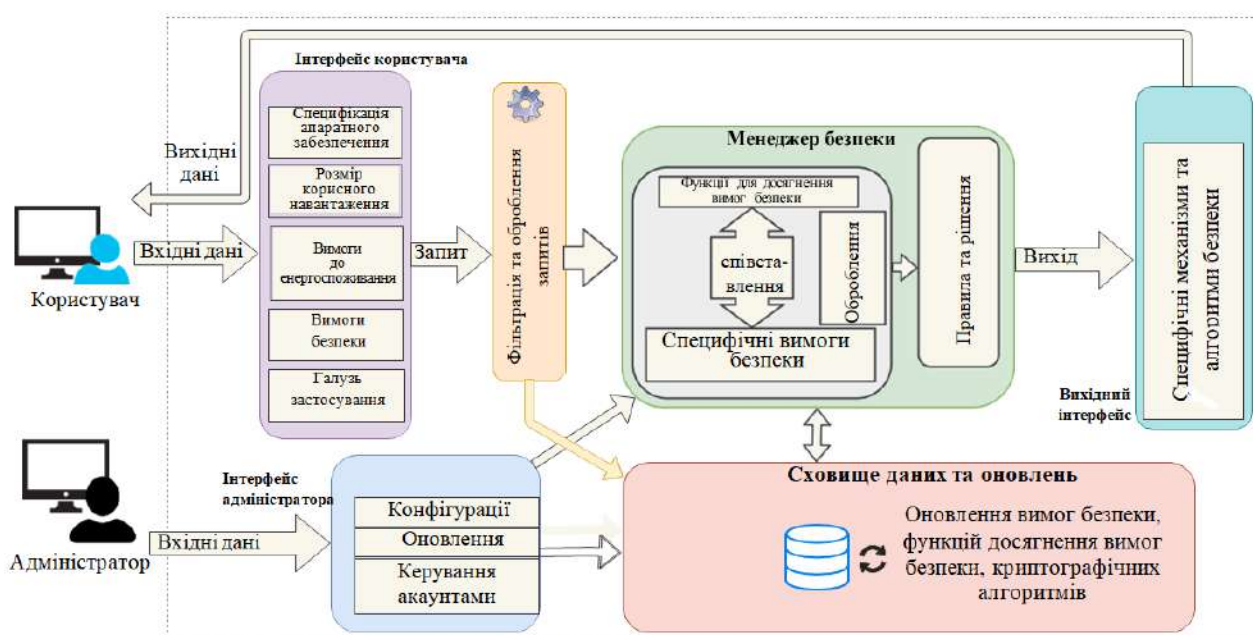 Інтерфейс користувача
Специфікація
апаратного
забезпечення
Розмір
корисного
навантаження
Вимоги
до
енергоспоживання
Вимоги
безпеки
Галузь
застосування
Вихідні
дані
Вхідні дані
Користувач
Запит
Фільтрація та оброблення
запитів
Менеджер безпеки
Функції для досягнення
вимог безпеки
співста-
влення
Специфічні вимоги
безпеки
Оброблення
Правила та рішення
Вихід
Специфічні механізми та
алгоритми безпеки
Вихідний
інтерфейс
Адміністратор
Вхідні дані
Інтерфейс
адміністратора
Конфігурації
Оновлення
Керування
акаунтами
Сховище даних та оновлень
Оновлення вимог безпеки,
функцій досягнення вимог
безпеки, криптографічних
алгоритмів